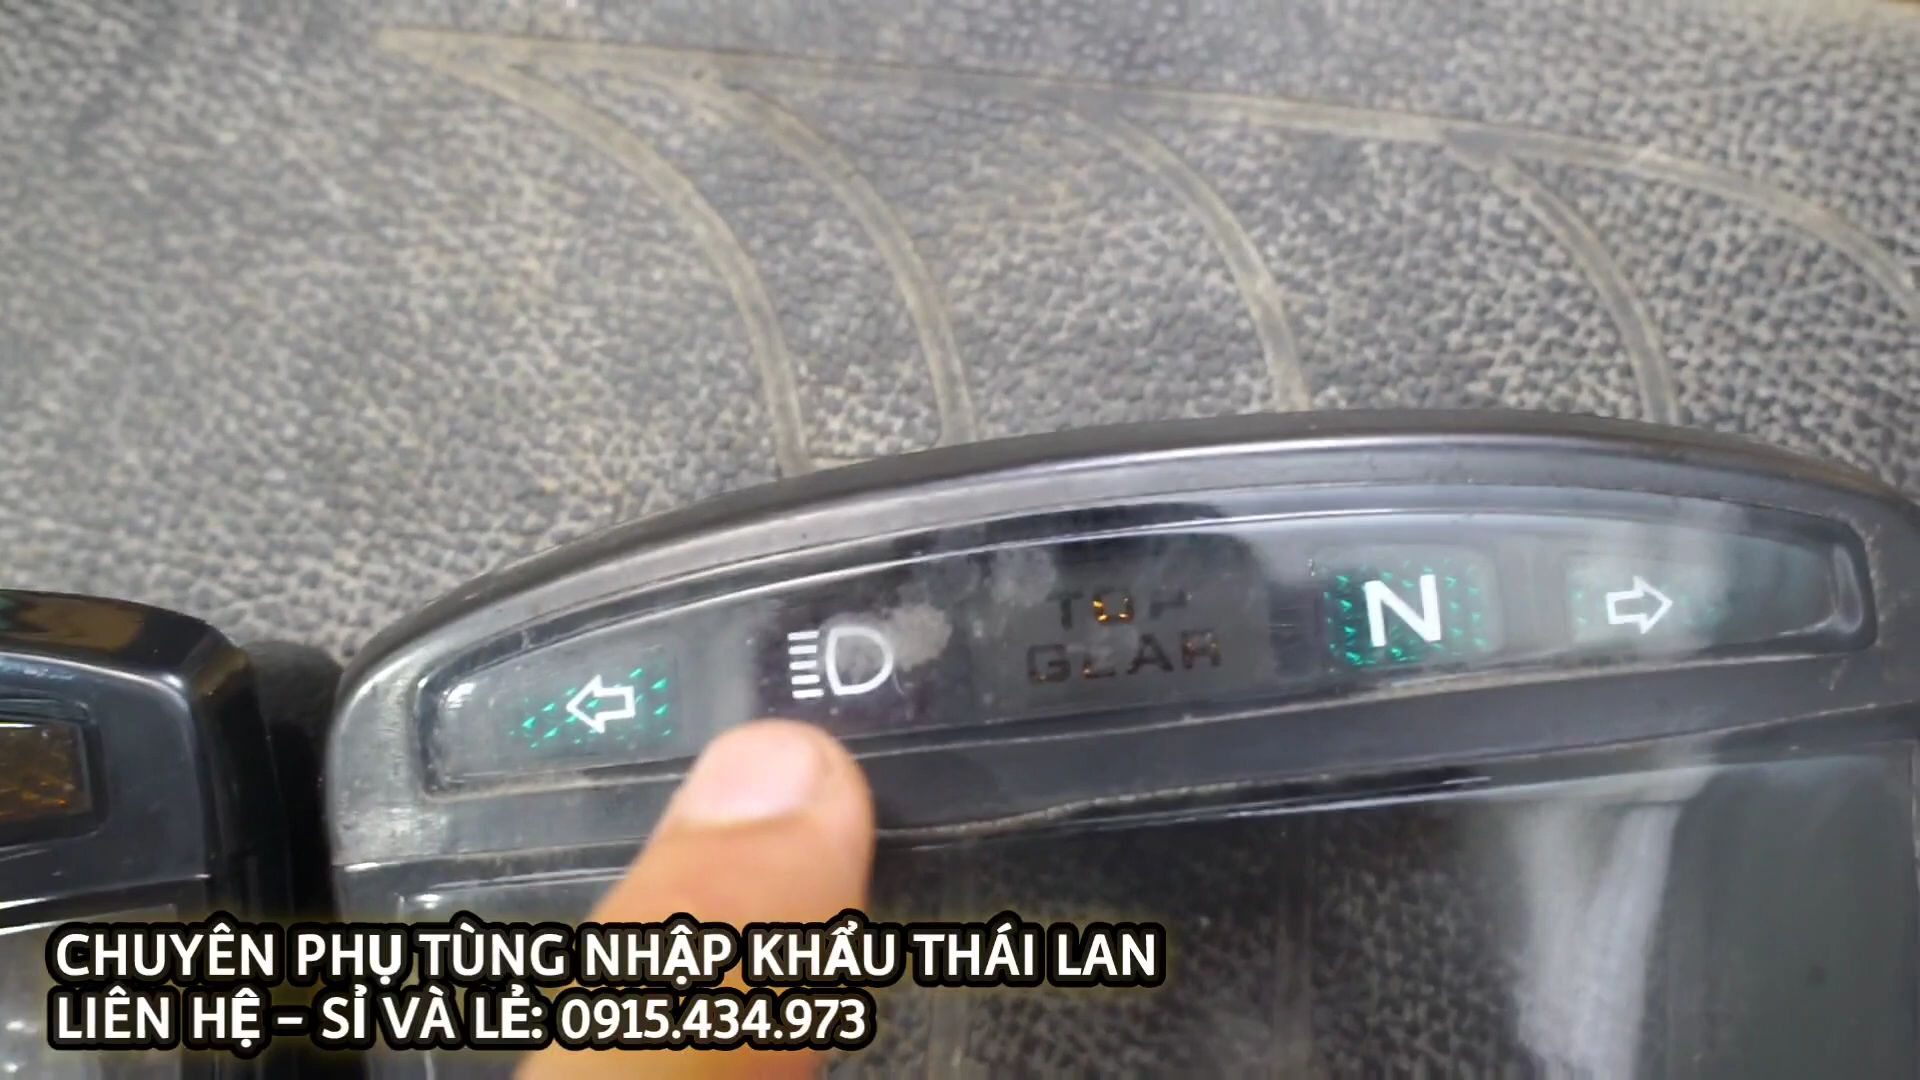 TOP
GEAR
N
CHUYÊN PHỤ TÙNG NHẬP KHẨU THÁI LAN
LIÊN HỆ – SỈ VÀ LẺ: 0915.434.973